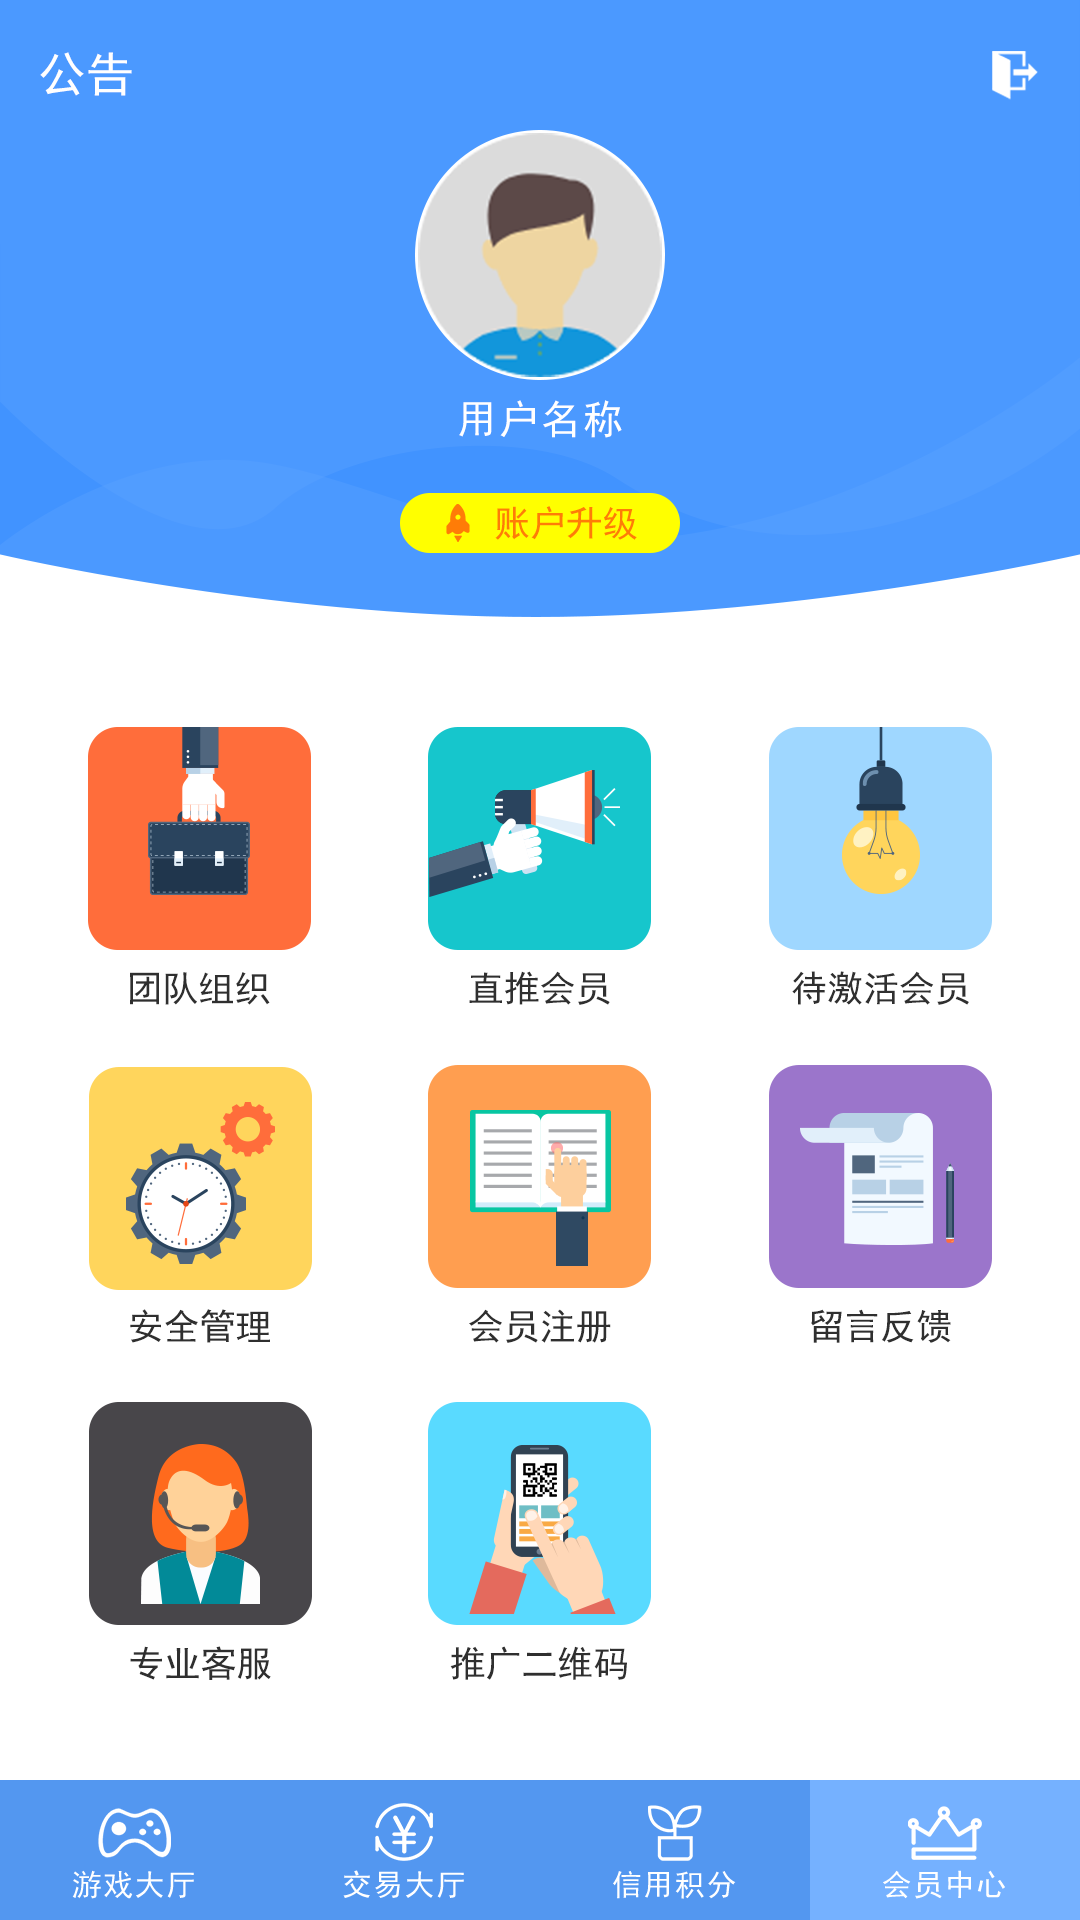 公告
用户名称
账户升级
团队组织
直推会员
待激活会员
安全管理
会员注册
留言反馈
专业客服
推广二维码
游戏大厅
交易大厅
信用积分
会员中心